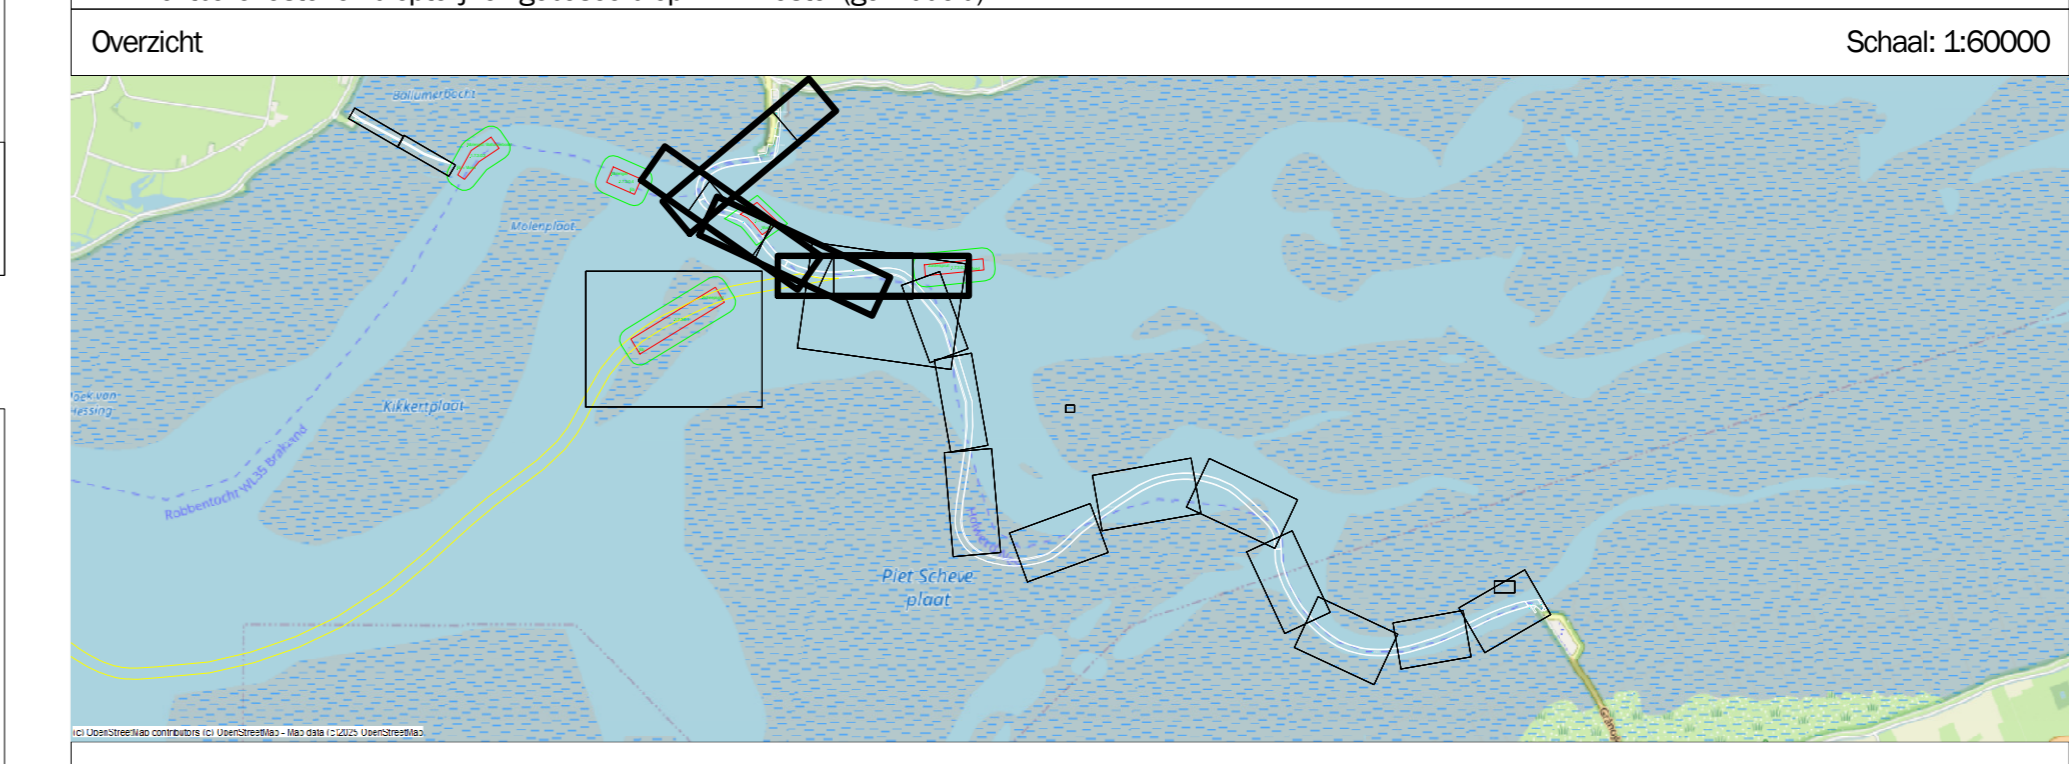 Overzicht
Schaal: 1:60000
Ballumerbocht
Molenplaat
Kikkertplaat
Robbentocht WL35 Brakzand
Piet Scheve
plaat
(c) OpenStreetMap contributors (c) OpenStreetMap - Map data (c) 2025 OpenStreetMap